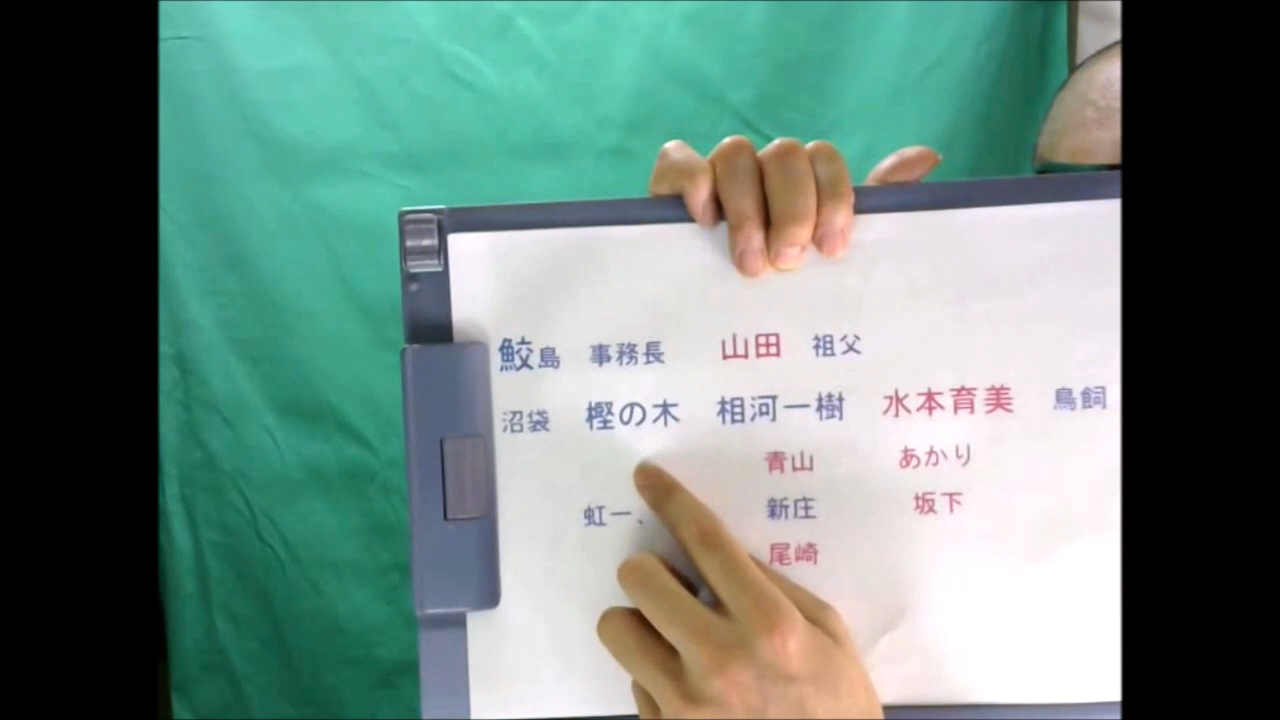 鮫島 事務長 山田 祖父
沼袋 樫の木 相河一樹 水本育美 鳥飼
青山 あかり
虹一、 新庄 坂下
尾崎